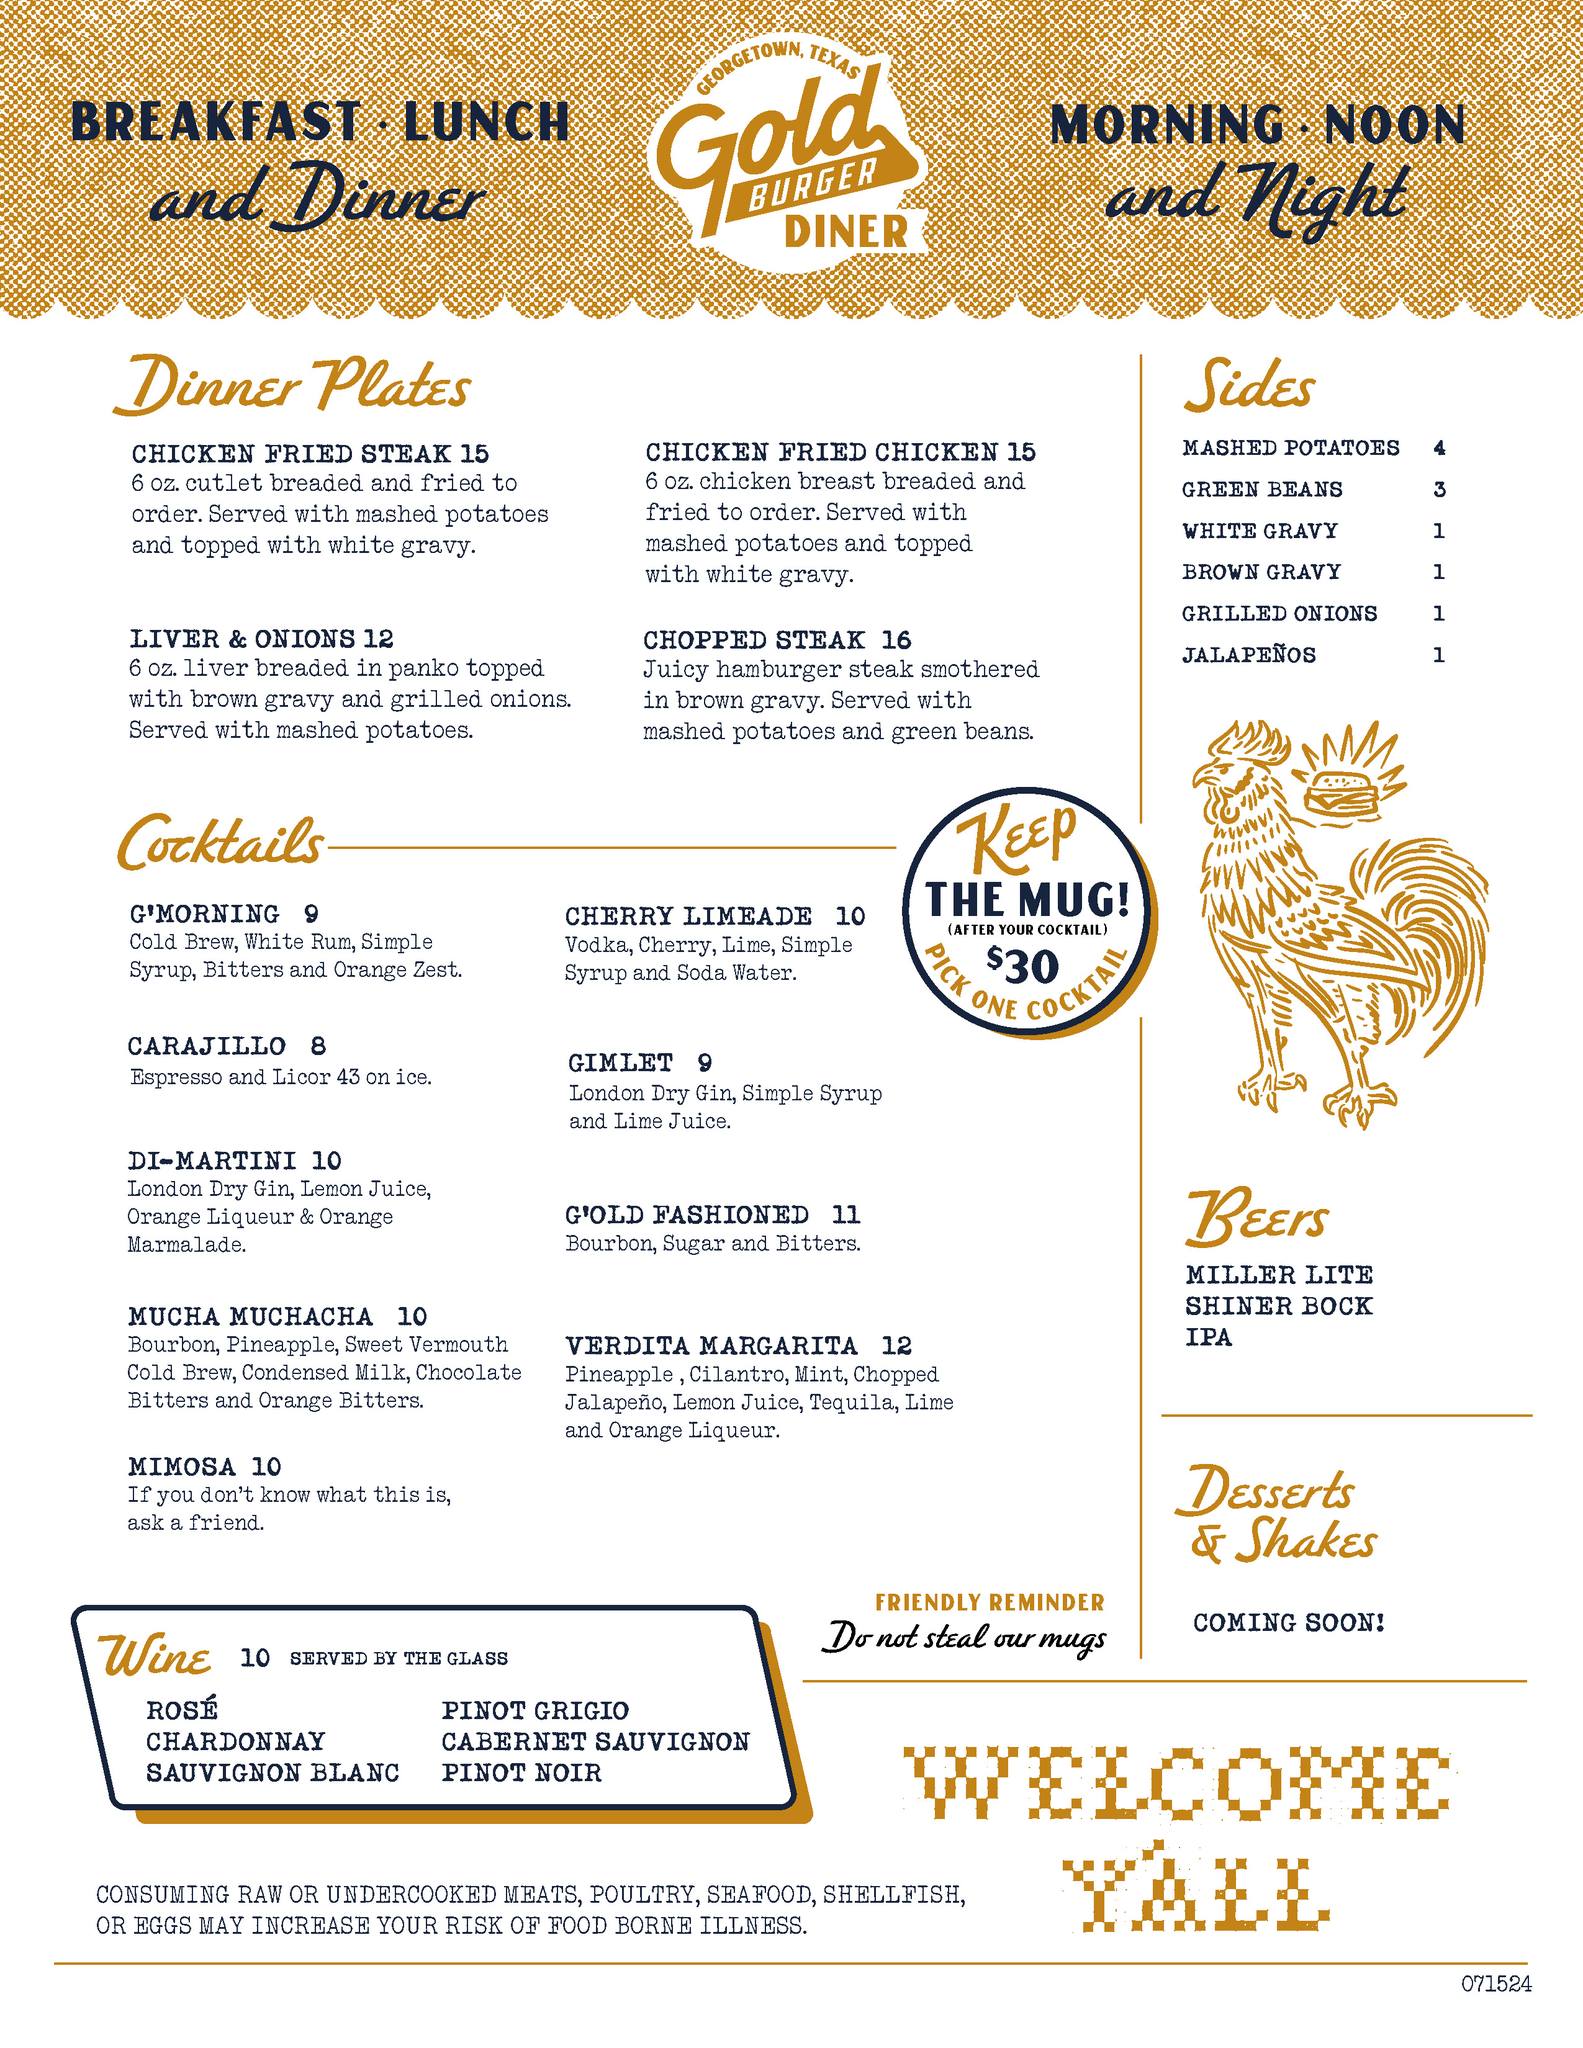 BREAKFAST · LUNCH
and Dinner
GEORGETOWN, TEXAS
Gold
BURGER
DINER
MORNING · NOON
and Night
Dinner Plates
CHICKEN FRIED STEAK 15
6 oz. cutlet breaded and fried to
order. Served with mashed potatoes
and topped with white gravy.
CHICKEN FRIED CHICKEN 15
6 oz. chicken breast breaded and
fried to order. Served with
mashed potatoes and topped
with white gravy.
LIVER & ONIONS 12
6 oz. liver breaded in panko topped
with brown gravy and grilled onions.
Served with mashed potatoes.
CHOPPED STEAK 16
Juicy hamburger steak smothered
in brown gravy. Served with
mashed potatoes and green beans.
Sides
MASHED POTATOES 4
GREEN BEANS 3
WHITE GRAVY 1
BROWN GRAVY 1
GRILLED ONIONS 1
JALAPEÑOS 1
Cocktails
G'MORNING 9
Cold Brew, White Rum, Simple
Syrup, Bitters and Orange Zest.
CARAJILLO 8
Espresso and Licor 43 on ice.
DI-MARTINI 10
London Dry Gin, Lemon Juice,
Orange Liqueur & Orange
Marmalade.
MUCHA MUCHACHA 10
Bourbon, Pineapple, Sweet Vermouth
Cold Brew, Condensed Milk, Chocolate
Bitters and Orange Bitters.
MIMOSA 10
If you don't know what this is,
ask a friend.
CHERRY LIMEADE 10
Vodka, Cherry, Lime, Simple
Syrup and Soda Water.
GIMLET 9
London Dry Gin, Simple Syrup
and Lime Juice.
G'OLD FASHIONED 11
Bourbon, Sugar and Bitters.
VERDITA MARGARITA 12
Pineapple , Cilantro, Mint, Chopped
Jalapeño, Lemon Juice, Tequila, Lime
and Orange Liqueur.
Keep
THE MUG!
(AFTER YOUR COCKTAIL)
$30
PICK ONE COCKTAIL
Beers
MILLER LITE
SHINER BOCK
IPA
Desserts
& Shakes
COMING SOON!
FRIENDLY REMINDER
Do not steal our mugs
Wine 10 SERVED BY THE GLASS
ROSÉ
CHARDONNAY
SAUVIGNON BLANC
PINOT GRIGIO
CABERNET SAUVIGNON
PINOT NOIR
WELCOME
Y'ALL
CONSUMING RAW OR UNDERCOOKED MEATS, POULTRY, SEAFOOD, SHELLFISH,
OR EGGS MAY INCREASE YOUR RISK OF FOOD BORNE ILLNESS.
071524